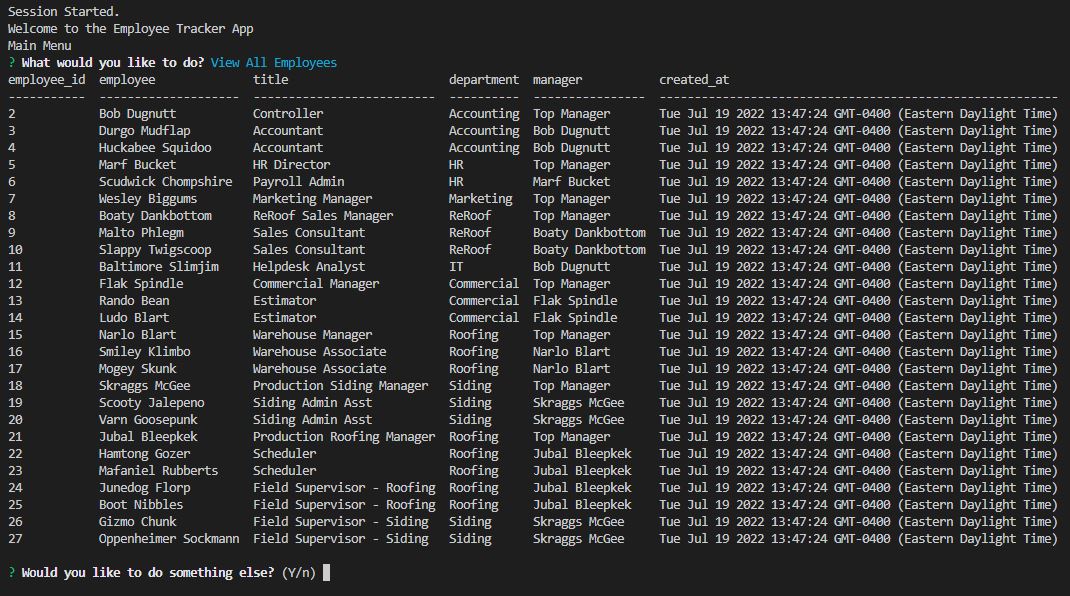 Session Started.
Welcome to the Employee Tracker App
Main Menu
? What would you like to do? View All Employees
employee_id  employee              title                       department  manager           created_at
-----------  --------------------  --------------------------  ----------  ----------------  ---------------------------------------------------------
2            Bob Dugnutt           Controller                  Accounting  Top Manager       Tue Jul 19 2022 13:47:24 GMT-0400 (Eastern Daylight Time)
3            Durgo Mudflap         Accountant                  Accounting  Bob Dugnutt       Tue Jul 19 2022 13:47:24 GMT-0400 (Eastern Daylight Time)
4            Huckabee Squidoo      Accountant                  Accounting  Bob Dugnutt       Tue Jul 19 2022 13:47:24 GMT-0400 (Eastern Daylight Time)
5            Marf Bucket           HR Director                 HR          Top Manager       Tue Jul 19 2022 13:47:24 GMT-0400 (Eastern Daylight Time)
6            Scudwick Chompshire   Payroll Admin               HR          Marf Bucket       Tue Jul 19 2022 13:47:24 GMT-0400 (Eastern Daylight Time)
7            Wesley Biggums        Marketing Manager           Marketing   Top Manager       Tue Jul 19 2022 13:47:24 GMT-0400 (Eastern Daylight Time)
8            Boaty Dankbottom      ReRoof Sales Manager        ReRoof      Top Manager       Tue Jul 19 2022 13:47:24 GMT-0400 (Eastern Daylight Time)
9            Malto Phlegm          Sales Consultant            ReRoof      Boaty Dankbottom  Tue Jul 19 2022 13:47:24 GMT-0400 (Eastern Daylight Time)
10           Slappy Twigscoop      Sales Consultant            ReRoof      Boaty Dankbottom  Tue Jul 19 2022 13:47:24 GMT-0400 (Eastern Daylight Time)
11           Baltimore Slimjim     Helpdesk Analyst            IT          Bob Dugnutt       Tue Jul 19 2022 13:47:24 GMT-0400 (Eastern Daylight Time)
12           Flak Spindle          Commercial Manager          Commercial  Top Manager       Tue Jul 19 2022 13:47:24 GMT-0400 (Eastern Daylight Time)
13           Rando Bean            Estimator                   Commercial  Flak Spindle      Tue Jul 19 2022 13:47:24 GMT-0400 (Eastern Daylight Time)
14           Ludo Blart            Estimator                   Commercial  Flak Spindle      Tue Jul 19 2022 13:47:24 GMT-0400 (Eastern Daylight Time)
15           Narlo Blart           Warehouse Manager           Roofing     Top Manager       Tue Jul 19 2022 13:47:24 GMT-0400 (Eastern Daylight Time)
16           Smiley Klimbo         Warehouse Associate         Roofing     Narlo Blart       Tue Jul 19 2022 13:47:24 GMT-0400 (Eastern Daylight Time)
17           Mogey Skunk           Warehouse Associate         Roofing     Narlo Blart       Tue Jul 19 2022 13:47:24 GMT-0400 (Eastern Daylight Time)
18           Skraggs McGee         Production Siding Manager   Siding      Top Manager       Tue Jul 19 2022 13:47:24 GMT-0400 (Eastern Daylight Time)
19           Scooty Jalepeno       Siding Admin Asst           Siding      Skraggs McGee     Tue Jul 19 2022 13:47:24 GMT-0400 (Eastern Daylight Time)
20           Varn Goosepunk        Siding Admin Asst           Siding      Skraggs McGee     Tue Jul 19 2022 13:47:24 GMT-0400 (Eastern Daylight Time)
21           Jubal Bleepkek        Production Roofing Manager  Roofing     Top Manager       Tue Jul 19 2022 13:47:24 GMT-0400 (Eastern Daylight Time)
22           Hamtong Gozer         Scheduler                   Roofing     Jubal Bleepkek    Tue Jul 19 2022 13:47:24 GMT-0400 (Eastern Daylight Time)
23           Mafaniel Rubberts     Scheduler                   Roofing     Jubal Bleepkek    Tue Jul 19 2022 13:47:24 GMT-0400 (Eastern Daylight Time)
24           Junedog Florp         Field Supervisor - Roofing  Roofing     Jubal Bleepkek    Tue Jul 19 2022 13:47:24 GMT-0400 (Eastern Daylight Time)
25           Boot Nibbles          Field Supervisor - Roofing  Roofing     Jubal Bleepkek    Tue Jul 19 2022 13:47:24 GMT-0400 (Eastern Daylight Time)
26           Gizmo Chunk           Field Supervisor - Siding   Siding      Skraggs McGee     Tue Jul 19 2022 13:47:24 GMT-0400 (Eastern Daylight Time)
27           Oppenheimer Sockmann  Field Supervisor - Siding   Siding      Skraggs McGee     Tue Jul 19 2022 13:47:24 GMT-0400 (Eastern Daylight Time)
? Would you like to do something else? (Y/n)